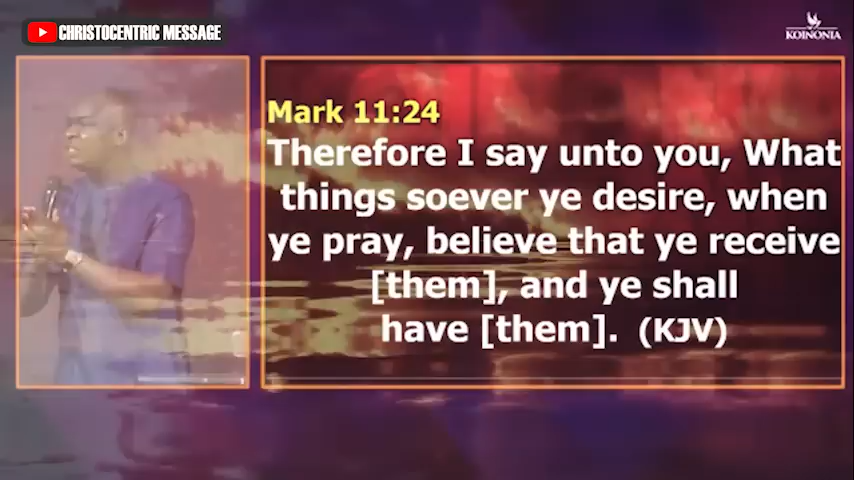 CHRISTOCENTRIC MESSAGE
KOINONIA
Mark 11:24
Therefore I say unto you, What
things soever ye desire, when
ye pray, believe that ye receive
[them], and ye shall
have [them]. (KJV)